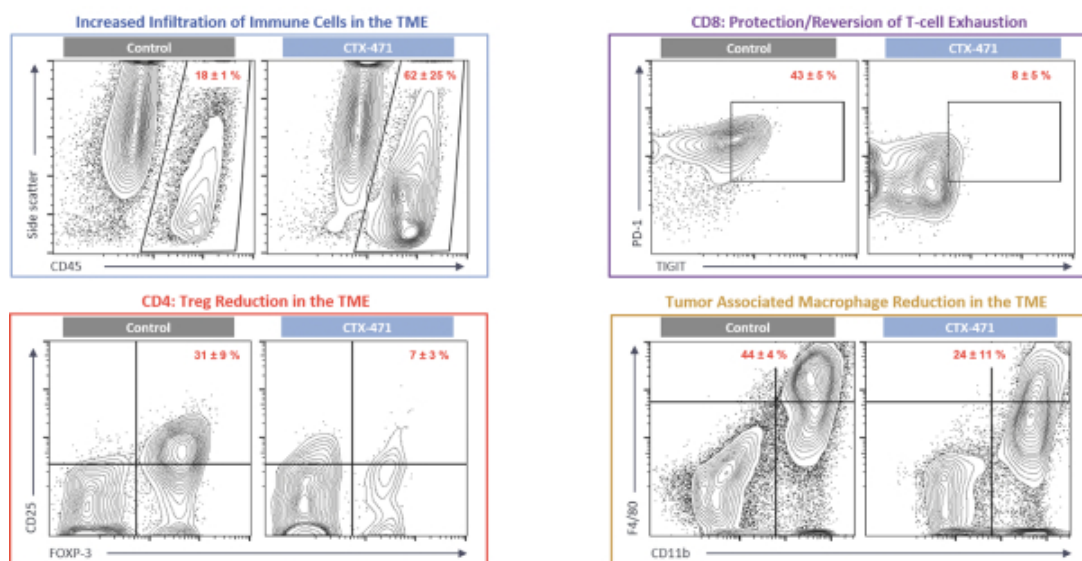 Increased Infiltration of Immune Cells in the TME
Control
CTX-471
18 ± 1 %
62 ± 25 %
Side scatter
CD45
CD8: Protection/Reversion of T-cell Exhaustion
Control
CTX-471
43 ± 5 %
8 ± 5 %
PD-1
TIGIT
CD4: Treg Reduction in the TME
Control
CTX-471
31 ± 9 %
7 ± 3 %
CD25
FOXP-3
Tumor Associated Macrophage Reduction in the TME
Control
CTX-471
44 ± 4 %
24 ± 11 %
F4/80
CD11b